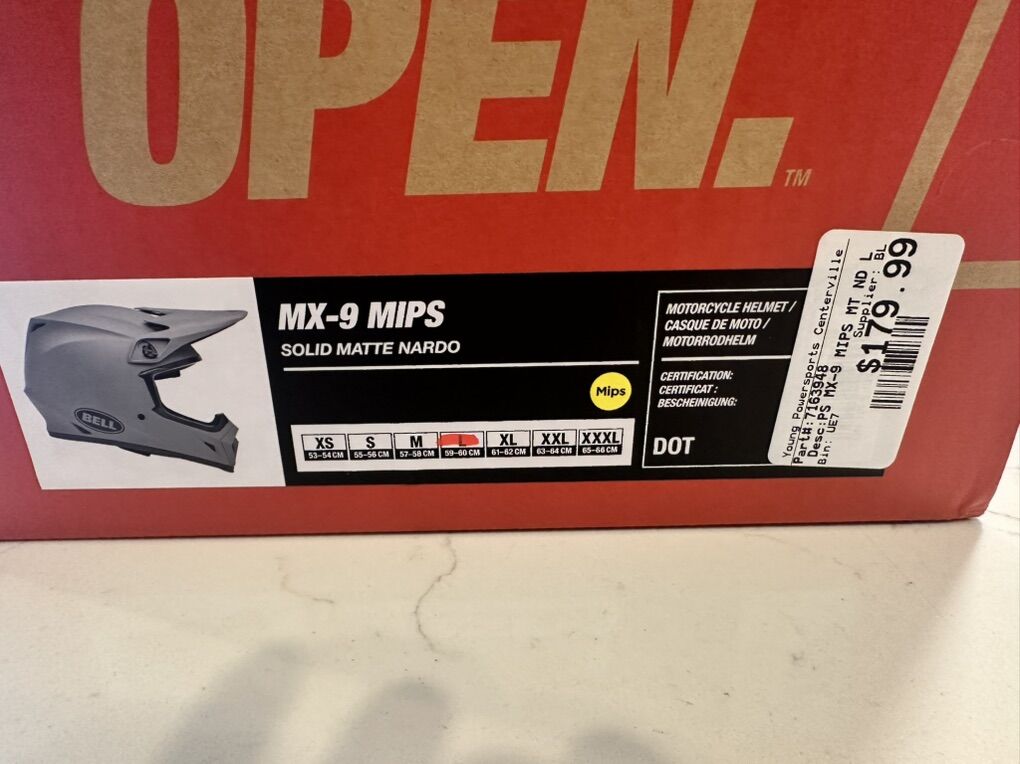 OPEN.™
BELL
MX-9 MIPS
SOLID MATTE NARDO
Mips
XS S M L XL XXL XXXL
53–54 CM 55–56 CM 57–58 CM 59–60 CM 61–62 CM 63–64 CM 65–66 CM
MOTORCYCLE HELMET /
CASQUE DE MOTO /
MOTORRODHELM
CERTIFICATION:
CERTIFICAT :
BESCHEINIGUNG:
DOT
Young Powersports Centerville
Part#:7163948
Desc:PS MX-9 MIPS MT ND L
Bin: UE7 Supplier: BL
$179.99